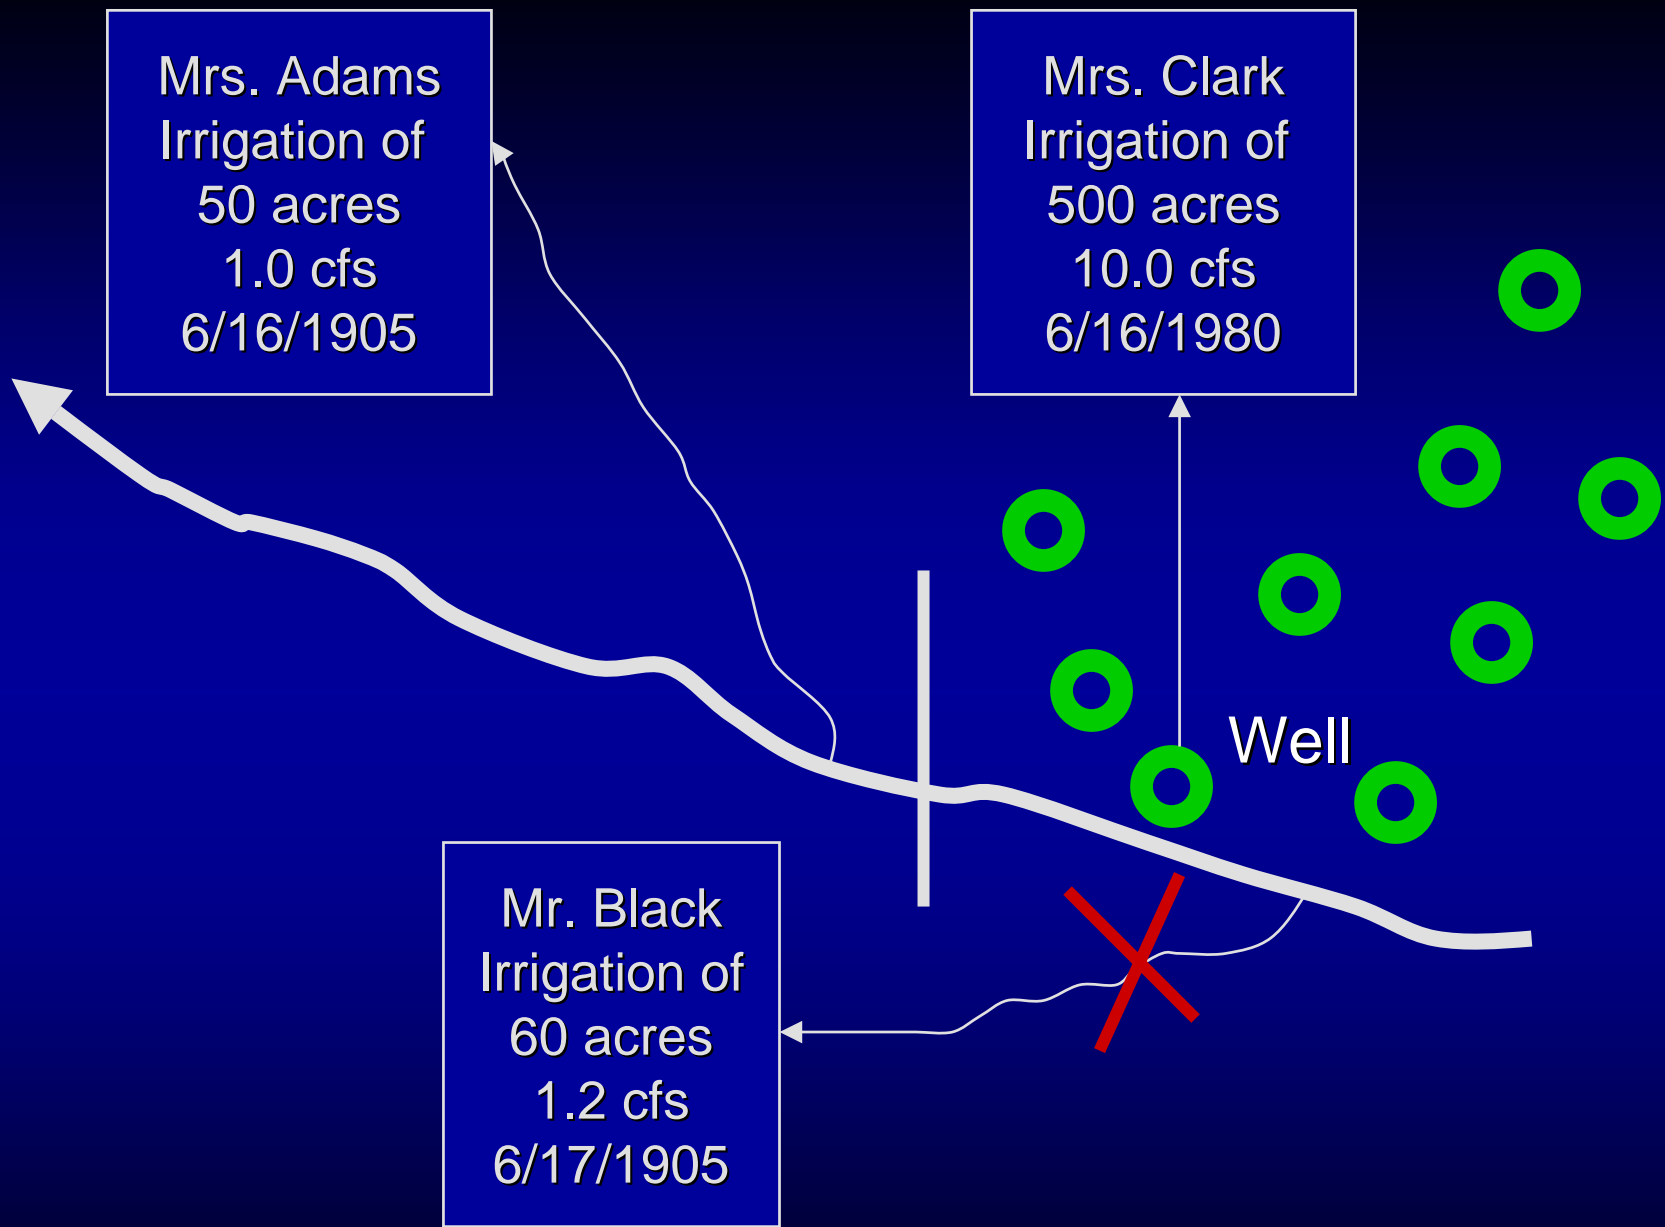 Mrs. Adams
Irrigation of
50 acres
1.0 cfs
6/16/1905
Mrs. Clark
Irrigation of
500 acres
10.0 cfs
6/16/1980
Well
Mr. Black
Irrigation of
60 acres
1.2 cfs
6/17/1905